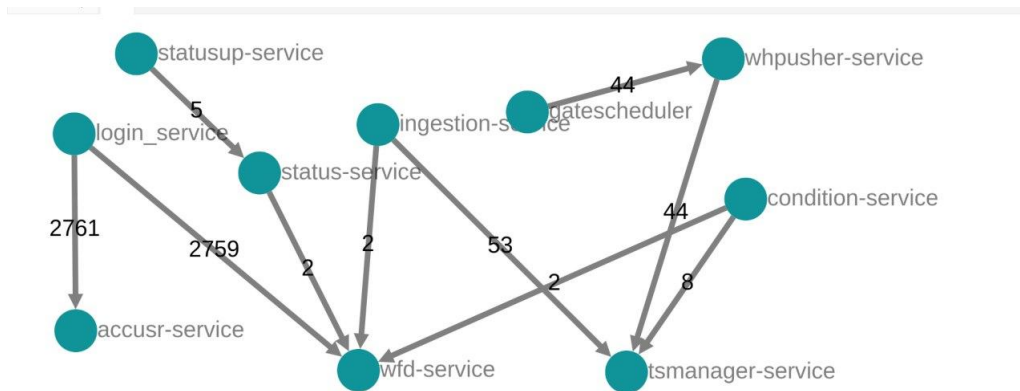 statusup-service
whpusher-service
44
5
gatescheduler
ingestion-service
login_service
status-service
condition-service
44
2761
2759
2
53
2
2
8
accusr-service
wfd-service
tsmanager-service